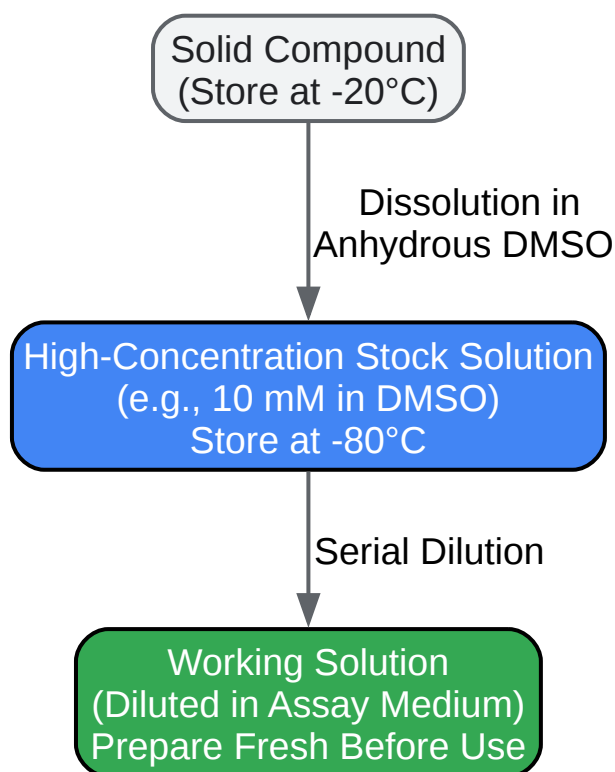 Solid Compound
(Store at -20°C)
Dissolution in
Anhydrous DMSO
High-Concentration Stock Solution
(e.g., 10 mM in DMSO)
Store at -80°C
Serial Dilution
Working Solution
(Diluted in Assay Medium)
Prepare Fresh Before Use